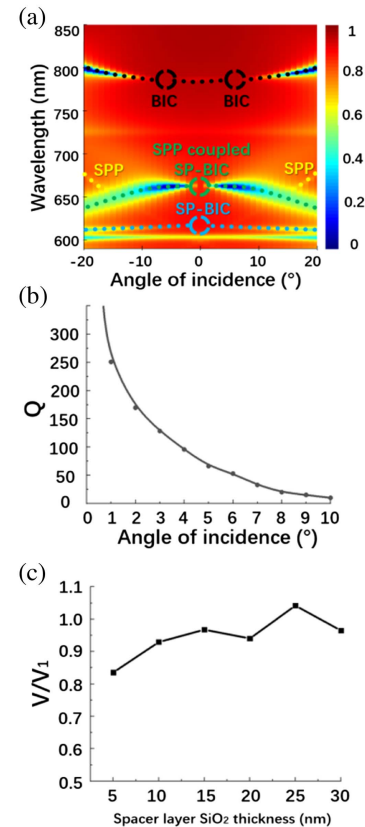 (a)
850
800
750
700
650
600
Wavelength (nm)
BIC
BIC
SPP coupled
SPP
SP-BIC
SPP
SP-BIC
-20
-10
0
10
20
Angle of incidence (°)
1
0.8
0.6
0.4
0.2
0
(b)
300
250
200
150
100
50
0
Q
0 1 2 3 4 5 6 7 8 9 10
Angle of incidence (°)
(c)
1.1
1.0
0.9
0.8
0.7
0.6
0.5
V/V₁
5 10 15 20 25 30
Spacer layer SiO₂ thickness (nm)